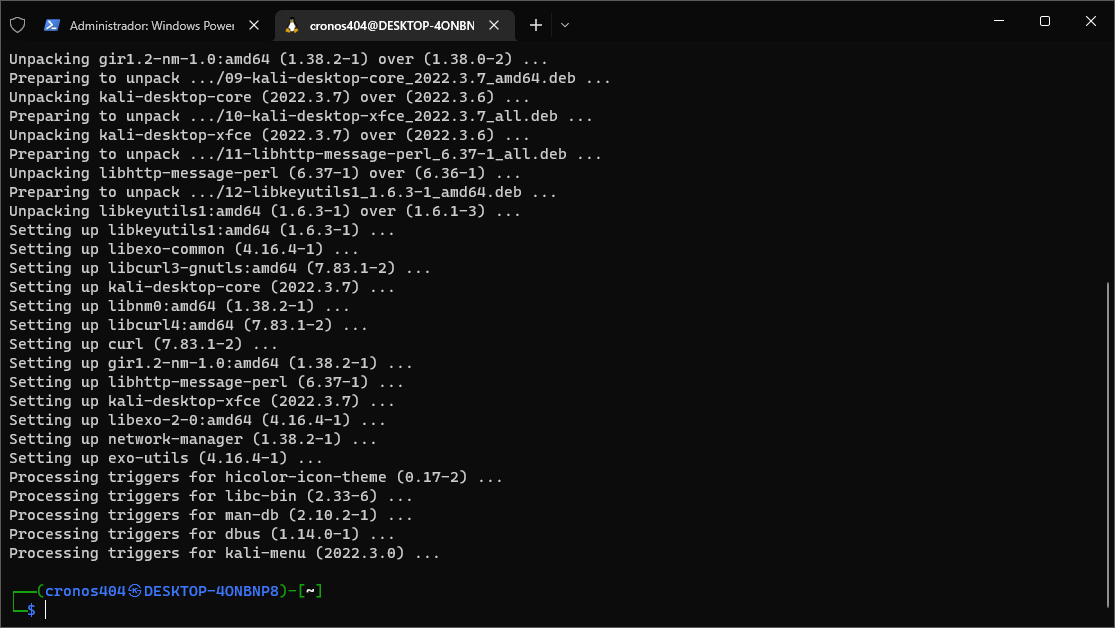 Administrador: Windows Power
cronos404@DESKTOP-4ONBN
Unpacking gir1.2-nm-1.0:amd64 (1.38.2-1) over (1.38.0-2) ...
Preparing to unpack .../09-kali-desktop-core_2022.3.7_amd64.deb ...
Unpacking kali-desktop-core (2022.3.7) over (2022.3.6) ...
Preparing to unpack .../10-kali-desktop-xfce_2022.3.7_all.deb ...
Unpacking kali-desktop-xfce (2022.3.7) over (2022.3.6) ...
Preparing to unpack .../11-libhttp-message-perl_6.37-1_all.deb ...
Unpacking libhttp-message-perl (6.37-1) over (6.36-1) ...
Preparing to unpack .../12-libkeyutils1_1.6.3-1_amd64.deb ...
Unpacking libkeyutils1:amd64 (1.6.3-1) over (1.6.1-3) ...
Setting up libkeyutils1:amd64 (1.6.3-1) ...
Setting up libexo-common (4.16.4-1) ...
Setting up libcurl3-gnutls:amd64 (7.83.1-2) ...
Setting up kali-desktop-core (2022.3.7) ...
Setting up libnm0:amd64 (1.38.2-1) ...
Setting up libcurl4:amd64 (7.83.1-2) ...
Setting up curl (7.83.1-2) ...
Setting up gir1.2-nm-1.0:amd64 (1.38.2-1) ...
Setting up libhttp-message-perl (6.37-1) ...
Setting up kali-desktop-xfce (2022.3.7) ...
Setting up libexo-2-0:amd64 (4.16.4-1) ...
Setting up network-manager (1.38.2-1) ...
Setting up exo-utils (4.16.4-1) ...
Processing triggers for hicolor-icon-theme (0.17-2) ...
Processing triggers for libc-bin (2.33-6) ...
Processing triggers for man-db (2.10.2-1) ...
Processing triggers for dbus (1.14.0-1) ...
Processing triggers for kali-menu (2022.3.0) ...
┌──(cronos404㉿DESKTOP-4ONBNP8)-[~]
└─$